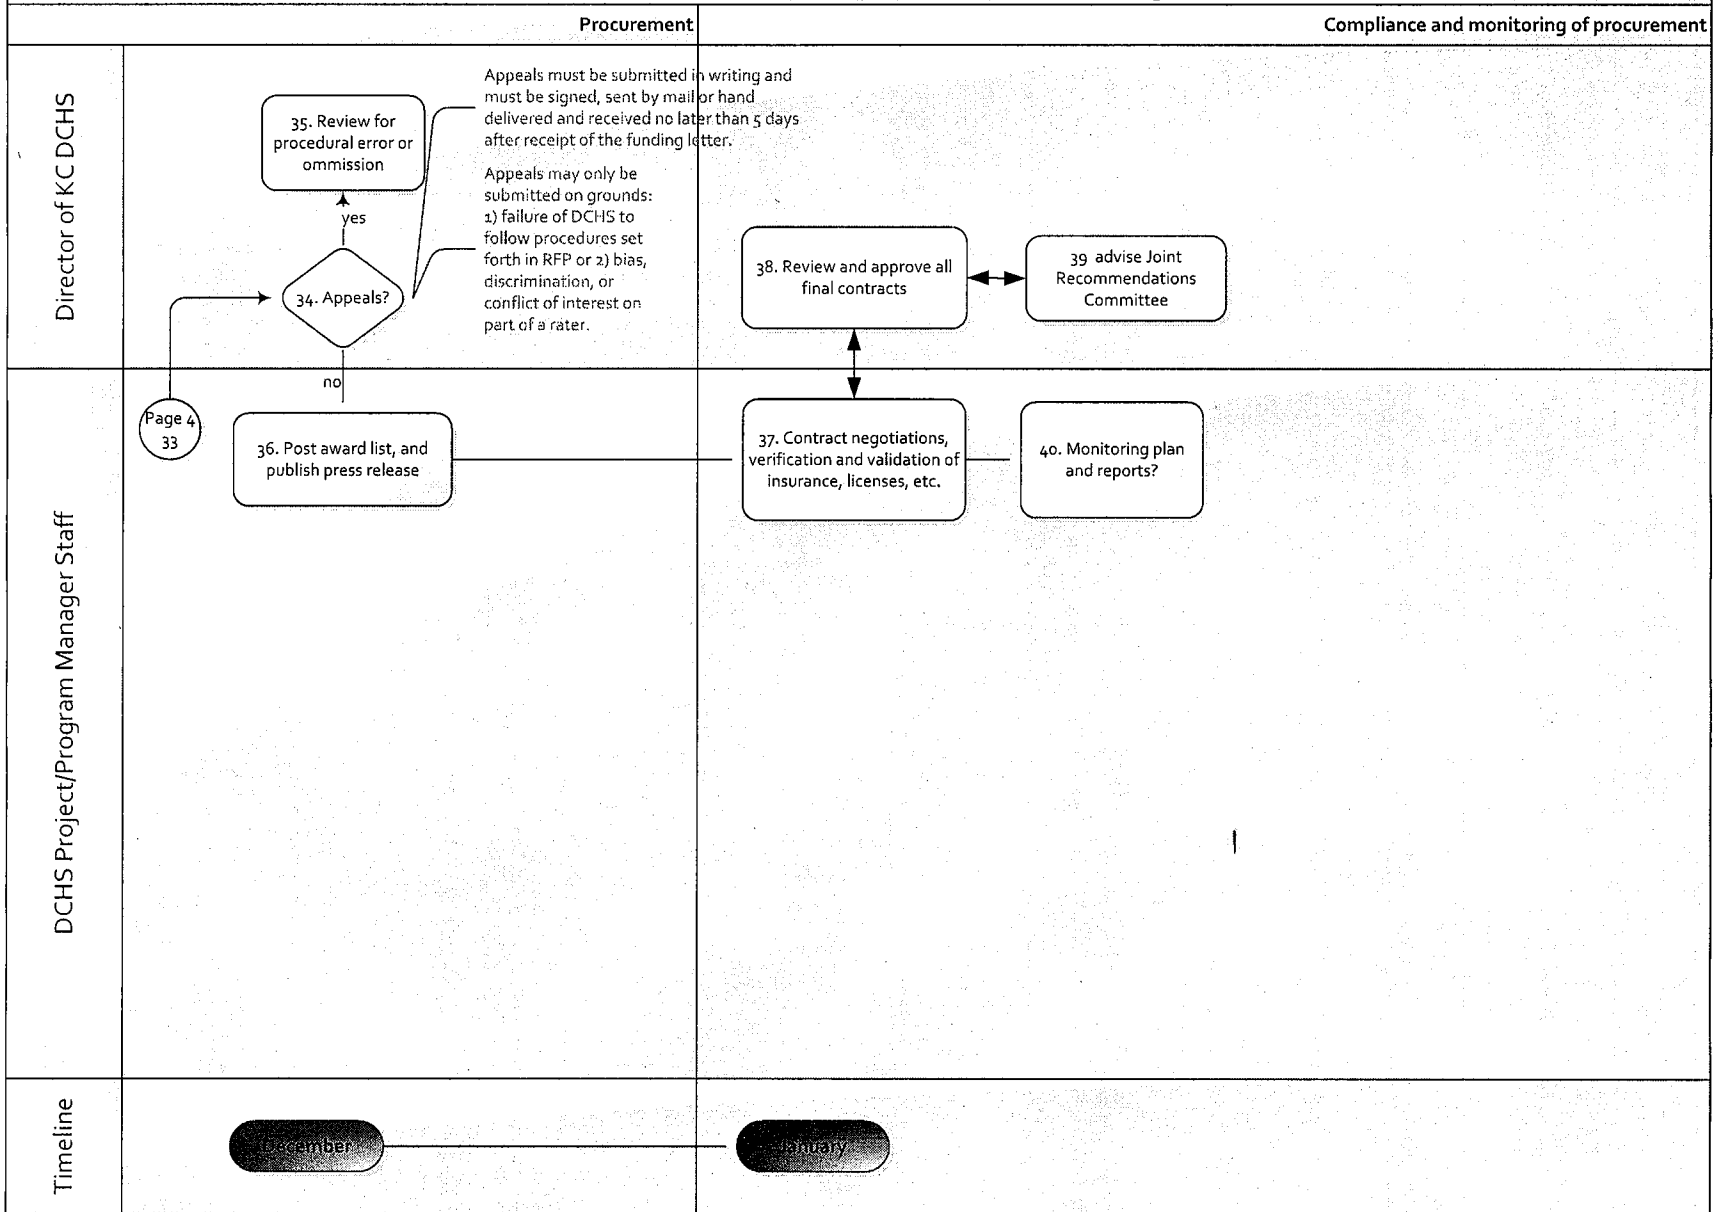 Procurement
Compliance and monitoring of procurement
Director of KC DCHS
35. Review for
procedural error or
ommission
yes
34. Appeals?
no
Appeals must be submitted in writing and
must be signed, sent by mail or hand
delivered and received no later than 5 days
after receipt of the funding letter.
Appeals may only be
submitted on grounds:
1) failure of DCHS to
follow procedures set
forth in RFP or 2) bias,
discrimination, or
conflict of interest on
part of a rater.
38. Review and approve all
final contracts
39 advise Joint
Recommendations
Committee
DCHS Project/Program Manager Staff
Page 4
33
36. Post award list, and
publish press release
37. Contract negotiations,
verification and validation of
insurance, licenses, etc.
40. Monitoring plan
and reports?
Timeline
December
January